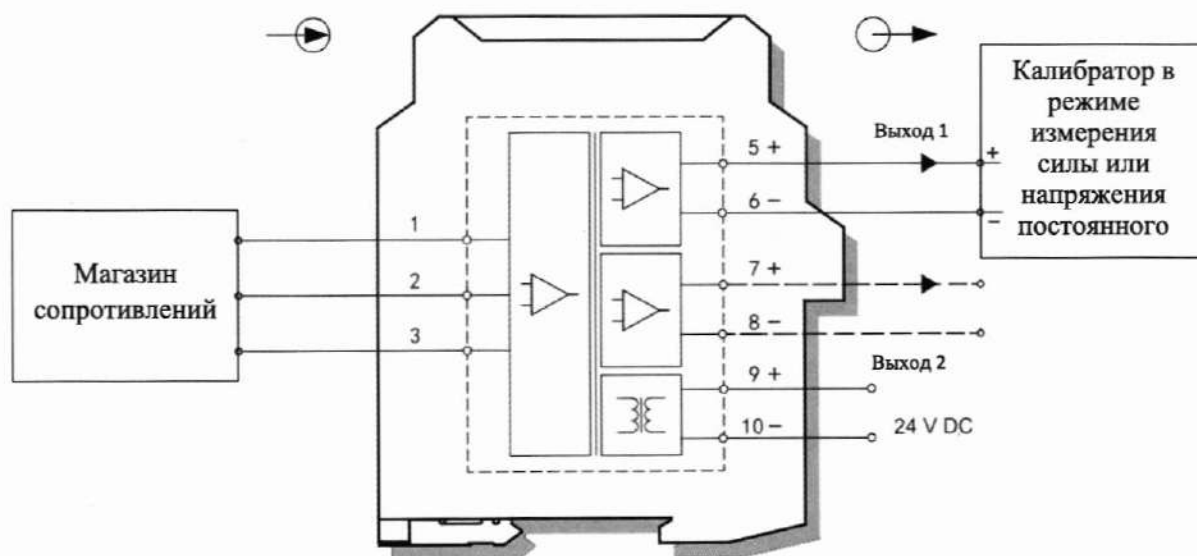 Калибратор в
режиме
измерения
силы или
напряжения
постоянного
Выход 1
5 +
+
6 –
–
1
Магазин
сопротивлений
2
7 +
3
8 –
Выход 2
9 +
10 –
24 V DC